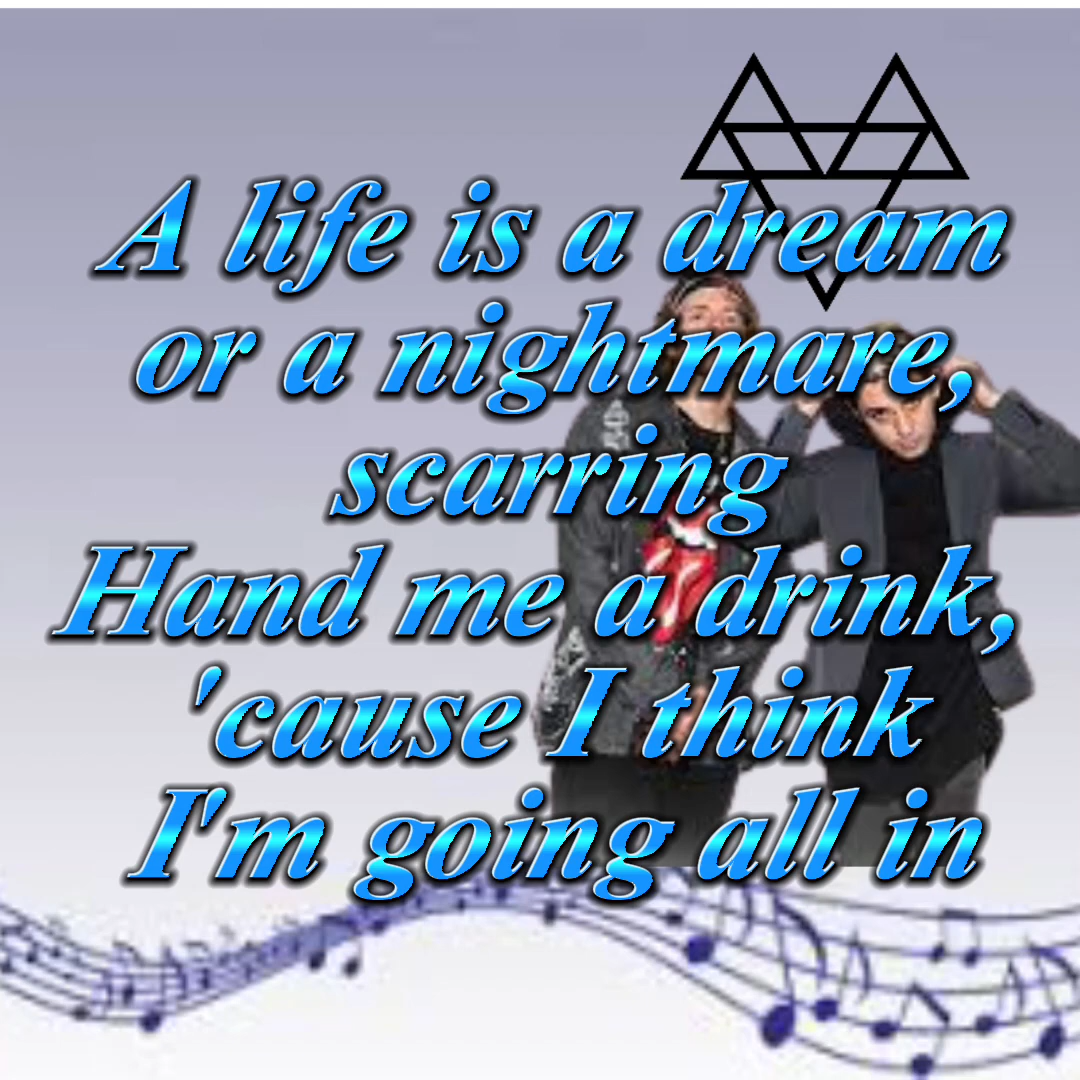 A life is a dream
or a nightmare,
scarring
Hand me a drink,
'cause I think
I'm going all in